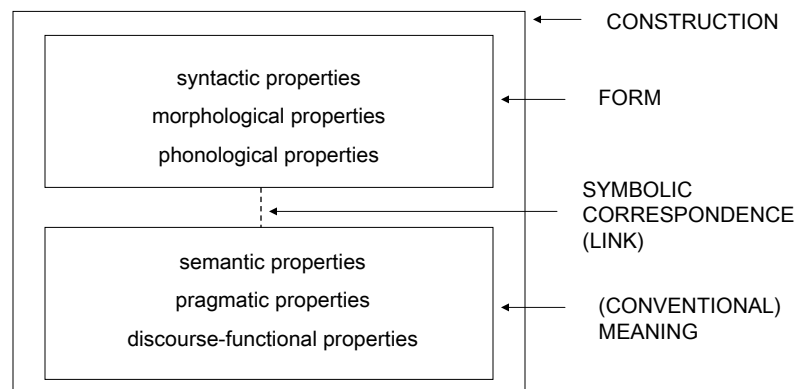 CONSTRUCTION
syntactic properties
morphological properties
phonological properties
FORM
SYMBOLIC
CORRESPONDENCE
(LINK)
semantic properties
pragmatic properties
discourse-functional properties
(CONVENTIONAL)
MEANING